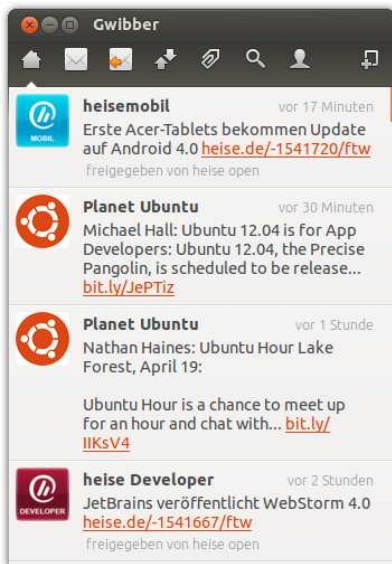 Gwibber
heisemobil vor 17 Minuten
MOBIL
Erste Acer-Tablets bekommen Update
auf Android 4.0 heise.de/-1541720/ftw
freigegeben von heise open
Planet Ubuntu vor 30 Minuten
Michael Hall: Ubuntu 12.04 is for App
Developers: Ubuntu 12.04, the Precise
Pangolin, is scheduled to be release...
bit.ly/JePTiz
Planet Ubuntu vor 1 Stunde
Nathan Haines: Ubuntu Hour Lake
Forest, April 19:
Ubuntu Hour is a chance to meet up
for an hour and chat with... bit.ly/
IIKsV4
heise Developer vor 2 Stunden
DEVELOPER
JetBrains veröffentlicht WebStorm 4.0
heise.de/-1541667/ftw
freigegeben von heise open